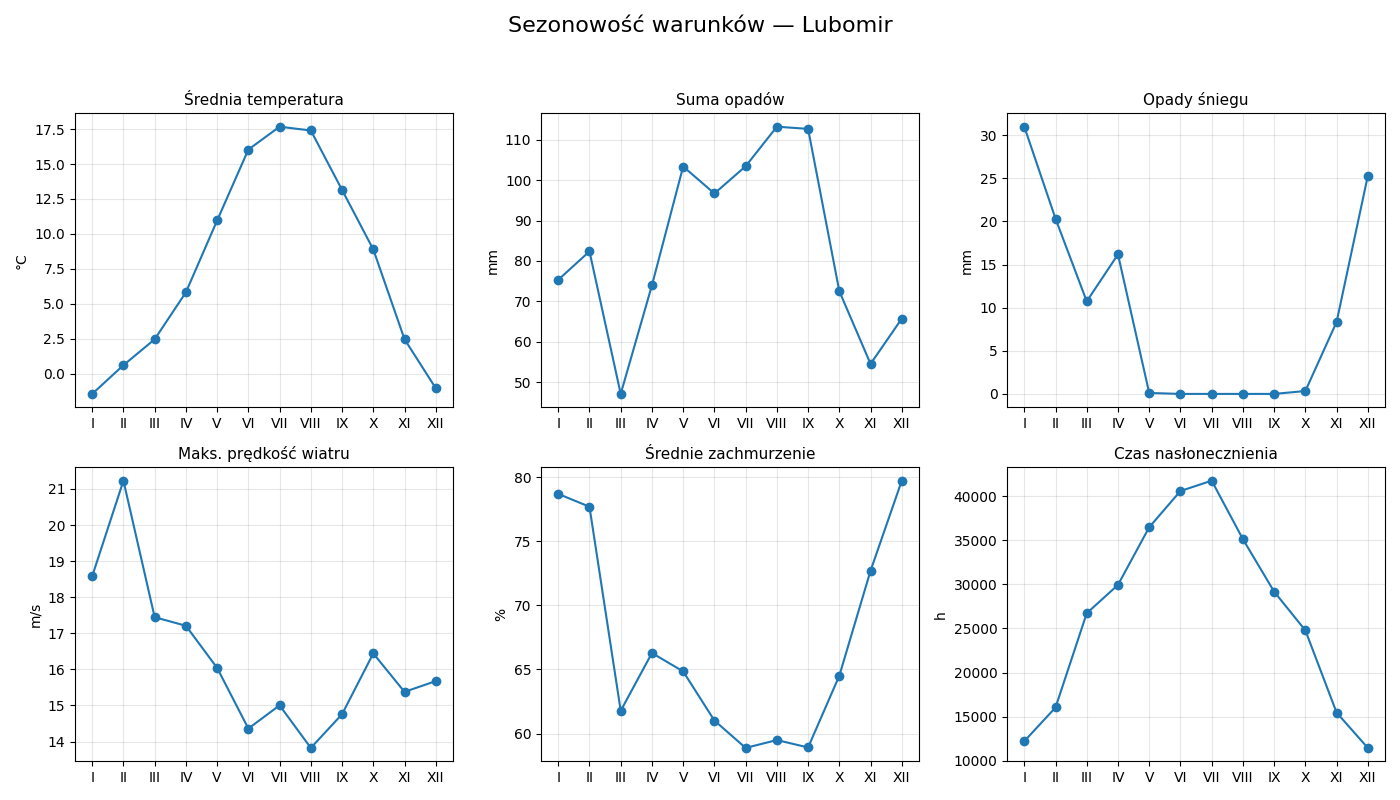 Sezonowość warunków — Lubomir
Średnia temperatura
°C
17.5
15.0
12.5
10.0
7.5
5.0
2.5
0.0
I II III IV V VI VII VIII IX X XI XII
Suma opadów
mm
110
100
90
80
70
60
50
I II III IV V VI VII VIII IX X XI XII
Opady śniegu
mm
30
25
20
15
10
5
0
I II III IV V VI VII VIII IX X XI XII
Maks. prędkość wiatru
m/s
21
20
19
18
17
16
15
14
I II III IV V VI VII VIII IX X XI XII
Średnie zachmurzenie
%
80
75
70
65
60
I II III IV V VI VII VIII IX X XI XII
Czas nasłonecznienia
h
40000
35000
30000
25000
20000
15000
10000
I II III IV V VI VII VIII IX X XI XII